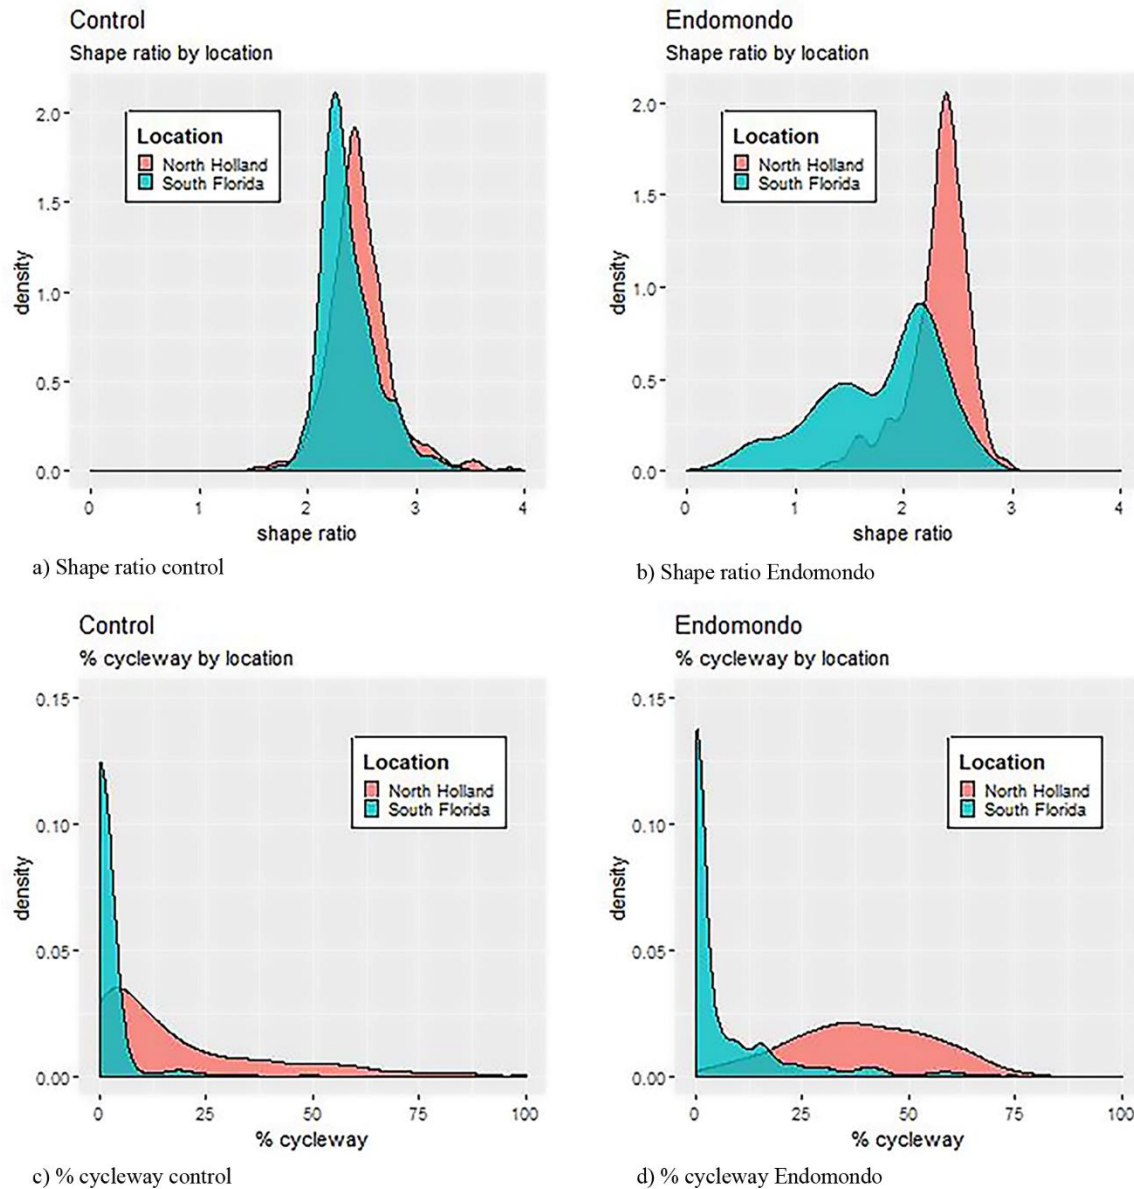 Control
Shape ratio by location
Location
North Holland
South Florida
density
2.0
1.5
1.0
0.5
0.0
0 1 2 3 4
shape ratio
a) Shape ratio control
Endomondo
Shape ratio by location
Location
North Holland
South Florida
density
2.0
1.5
1.0
0.5
0.0
0 1 2 3 4
shape ratio
b) Shape ratio Endomondo
Control
% cycleway by location
Location
North Holland
South Florida
density
0.15
0.10
0.05
0.00
0 25 50 75 100
% cycleway
c) % cycleway control
Endomondo
% cycleway by location
Location
North Holland
South Florida
density
0.15
0.10
0.05
0.00
0 25 50 75 100
% cycleway
d) % cycleway Endomondo